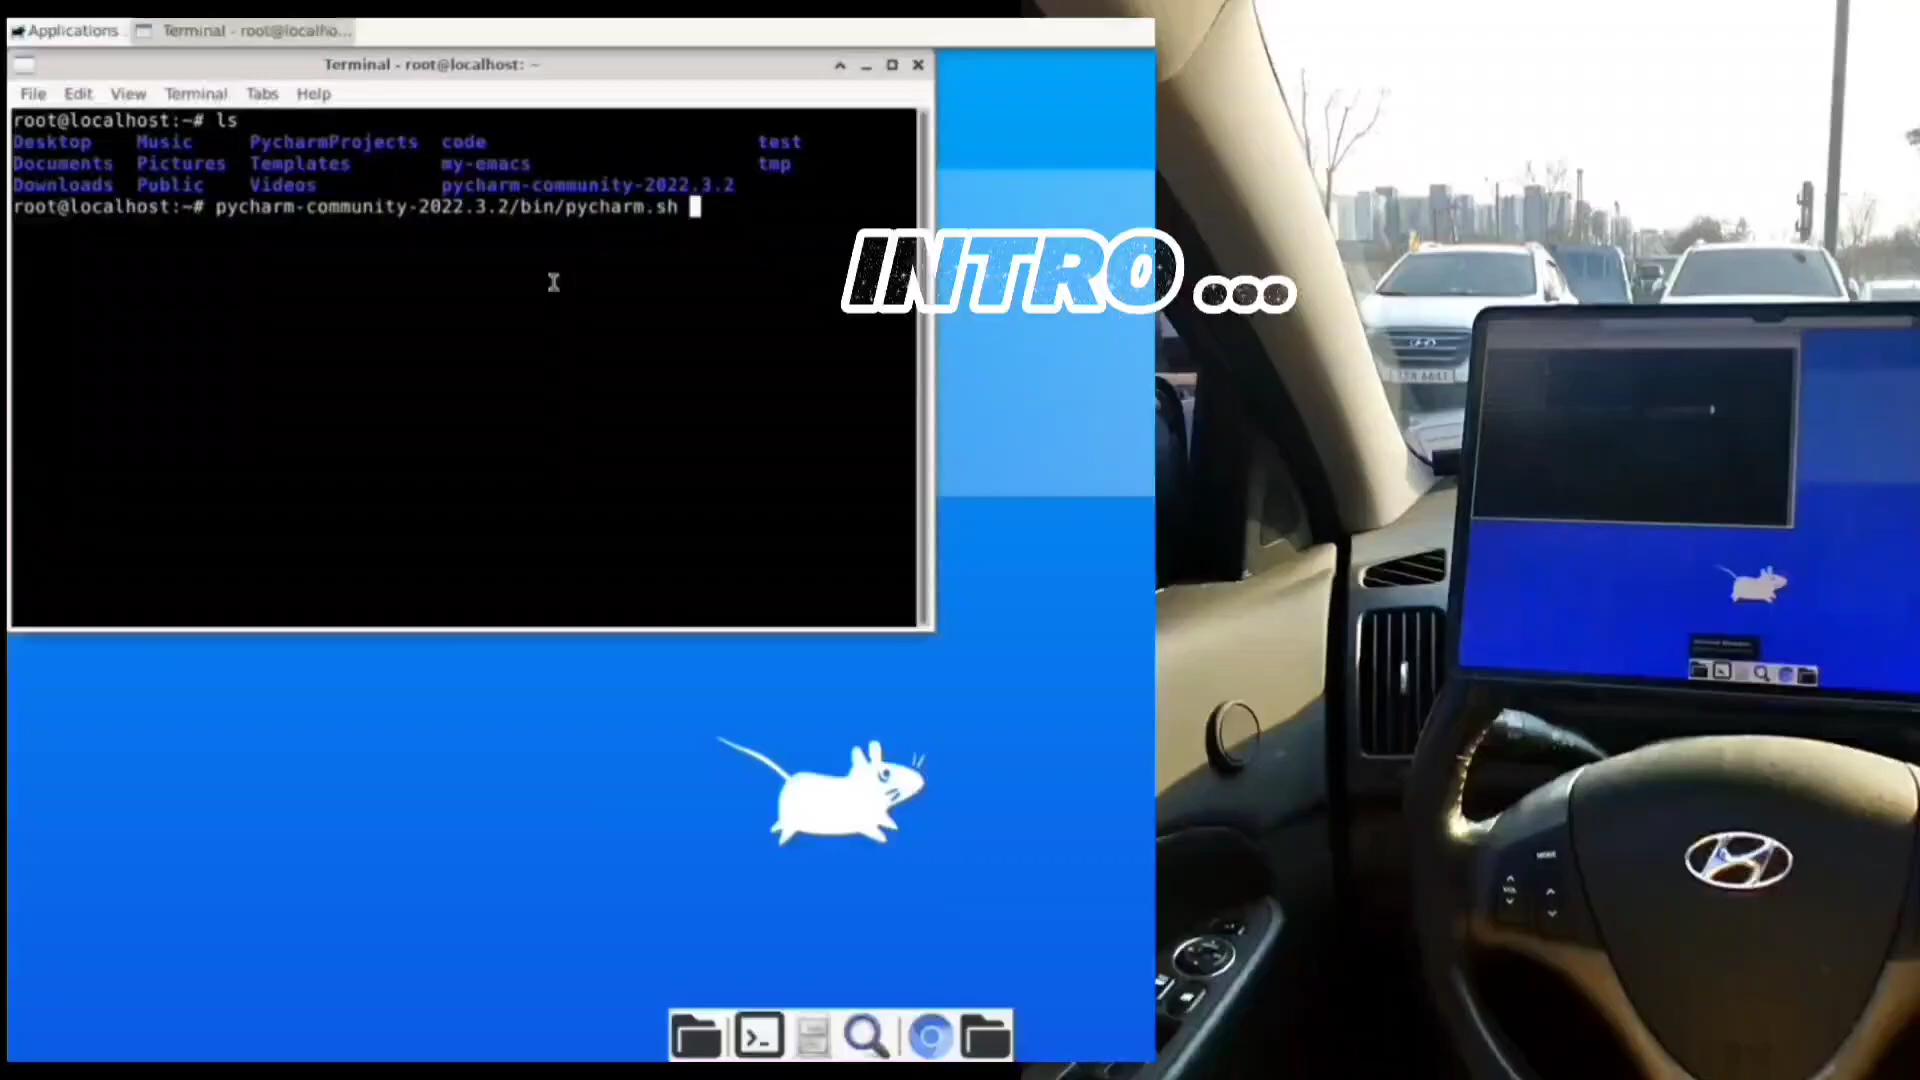 Applications Terminal - root@localho...
Terminal - root@localhost: ~
File Edit View Terminal Tabs Help
root@localhost:~# ls
Desktop Music PycharmProjects code test
Documents Pictures Templates my-emacs tmp
Downloads Public Videos pycharm-community-2022.3.2
root@localhost:~# pycharm-community-2022.3.2/bin/pycharm.sh
INTRO ...
MODE
VOL